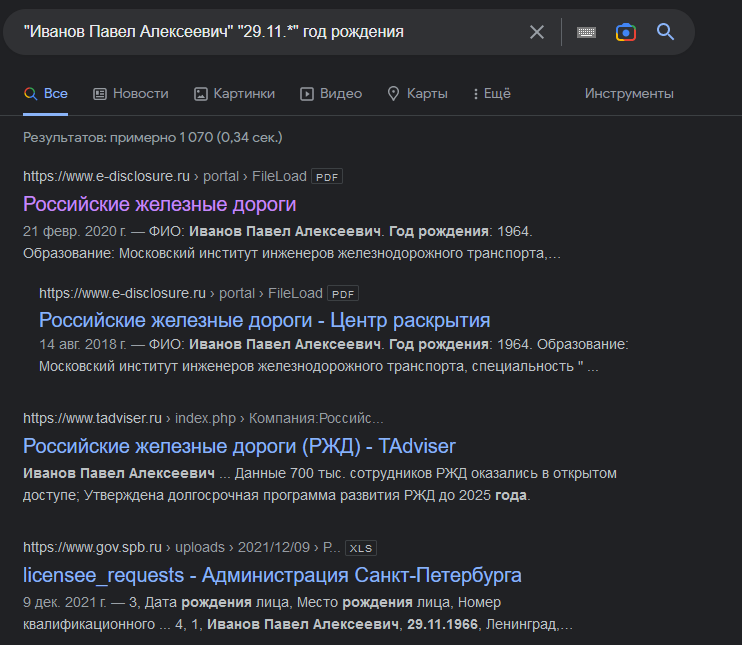 "Иванов Павел Алексеевич" "29.11.*" год рождения
Все Новости Картинки Видео Карты Ещё Инструменты
Результатов: примерно 1 070 (0,34 сек.)
https://www.e-disclosure.ru › portal › FileLoad PDF
Российские железные дороги
21 февр. 2020 г. — ФИО: Иванов Павел Алексеевич. Год рождения: 1964.
Образование: Московский институт инженеров железнодорожного транспорта,...
https://www.e-disclosure.ru › portal › FileLoad PDF
Российские железные дороги - Центр раскрытия
14 авг. 2018 г. — ФИО: Иванов Павел Алексеевич. Год рождения: 1964. Образование:
Московский институт инженеров железнодорожного транспорта, специальность " ...
https://www.tadviser.ru › index.php › Компания:Российс...
Российские железные дороги (РЖД) - TAdviser
Иванов Павел Алексеевич ... Данные 700 тыс. сотрудников РЖД оказались в открытом
доступе; Утверждена долгосрочная программа развития РЖД до 2025 года.
https://www.gov.spb.ru › uploads › 2021/12/09 › P... XLS
licensee_requests - Администрация Санкт-Петербурга
9 дек. 2021 г. — 3, Дата рождения лица, Место рождения лица, Номер
квалификационного ... 4, 1, Иванов Павел Алексеевич, 29.11.1966, Ленинград,...